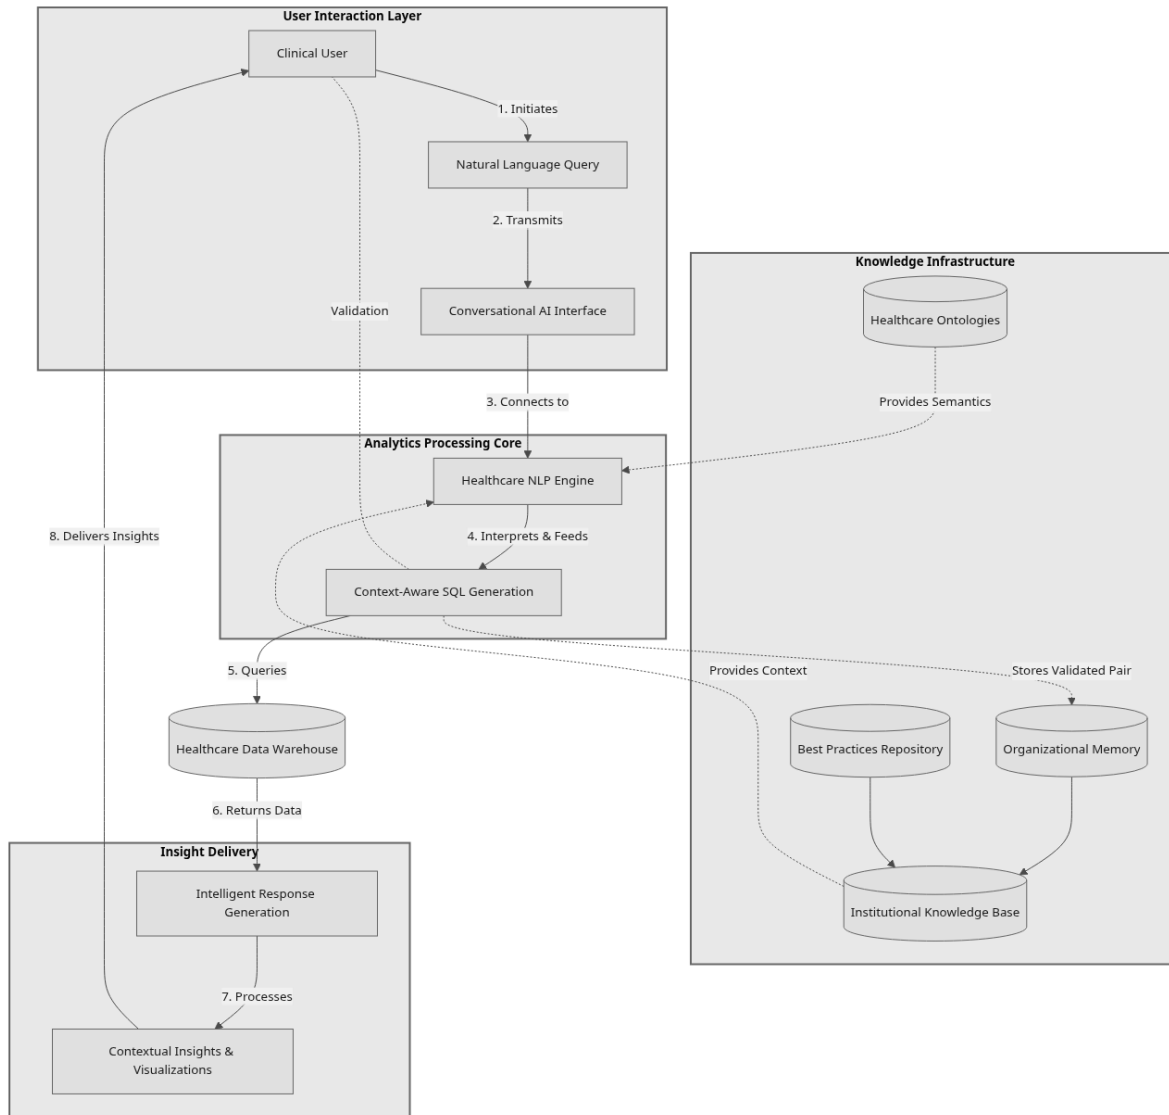 User Interaction Layer
Clinical User
1. Initiates
Natural Language Query
2. Transmits
Conversational AI Interface
Validation
3. Connects to
Knowledge Infrastructure
Healthcare Ontologies
Provides Semantics
Analytics Processing Core
Healthcare NLP Engine
4. Interprets & Feeds
Context-Aware SQL Generation
8. Delivers Insights
5. Queries
Provides Context
Stores Validated Pair
Healthcare Data Warehouse
Best Practices Repository
Organizational Memory
6. Returns Data
Institutional Knowledge Base
Insight Delivery
Intelligent Response
Generation
7. Processes
Contextual Insights &
Visualizations